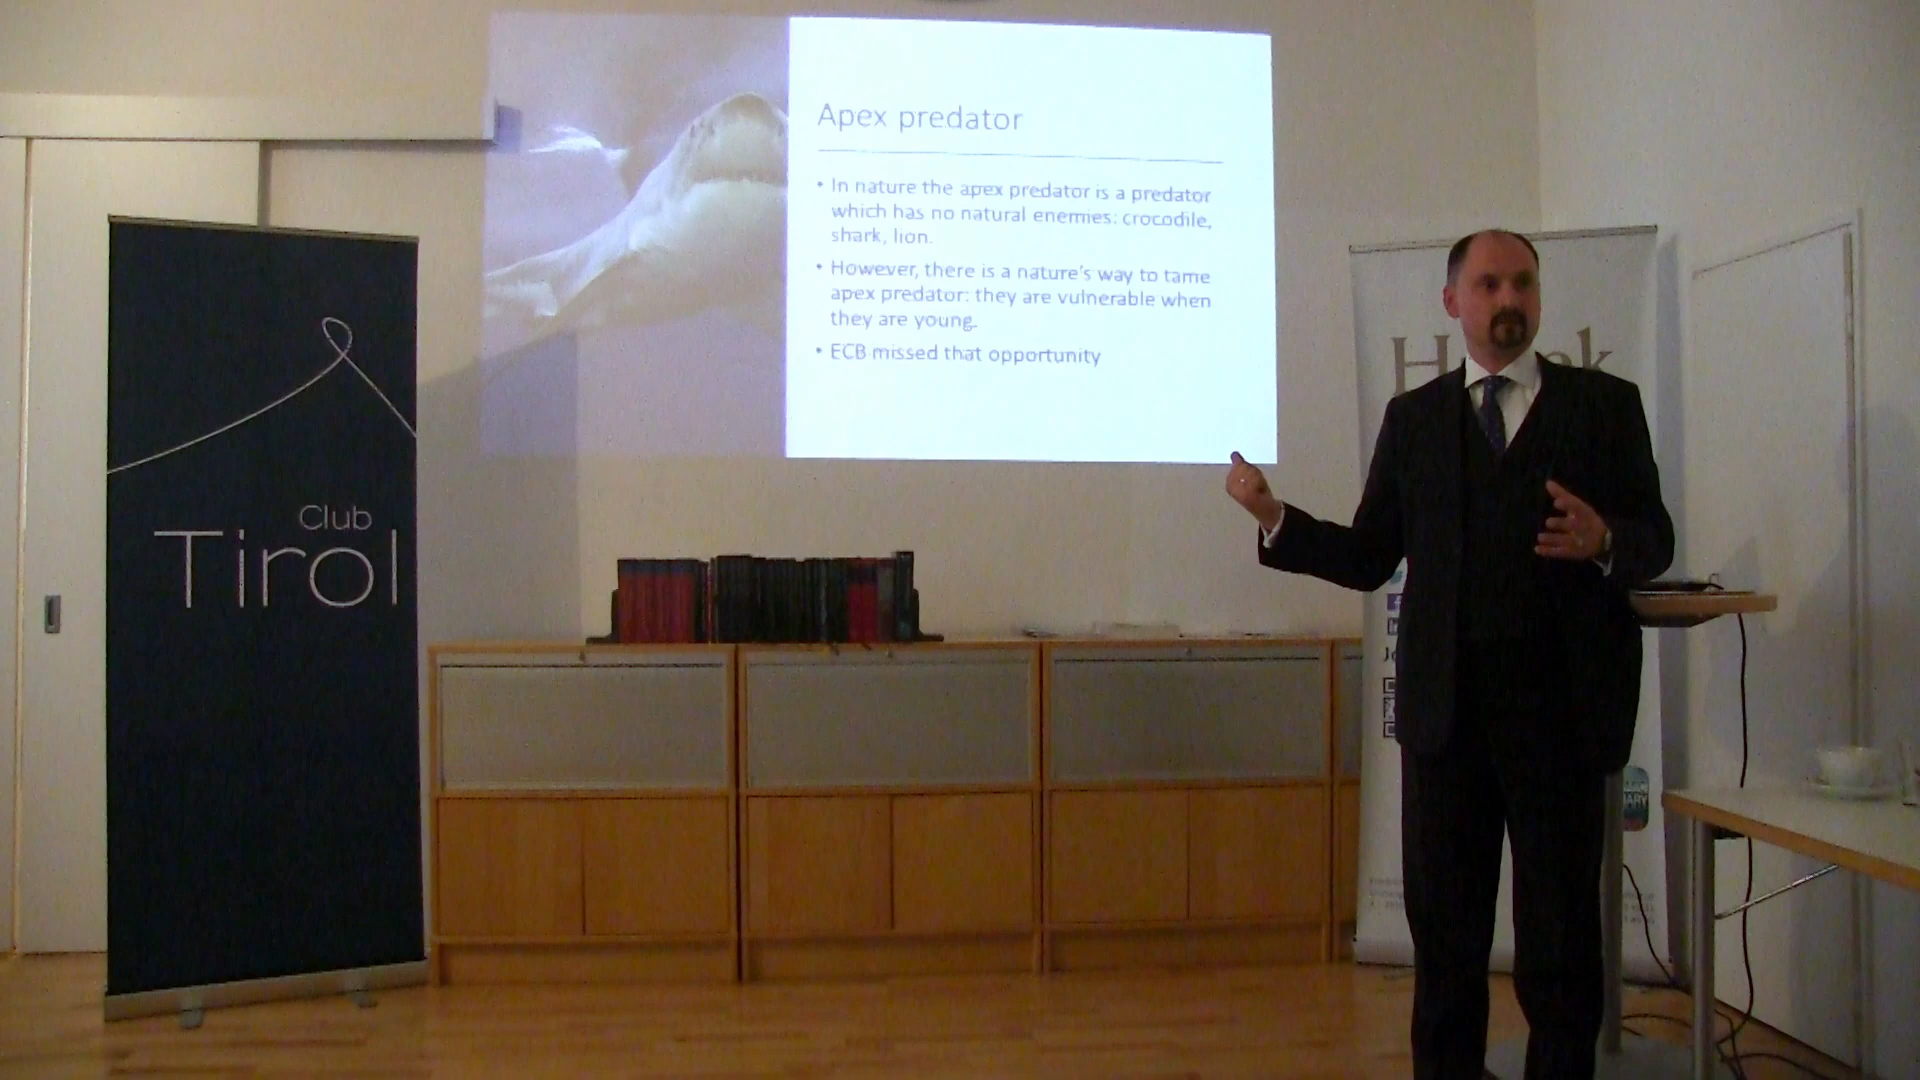 Apex predator
• In nature the apex predator is a predator
which has no natural enemies: crocodile,
shark, lion.
• However, there is a nature's way to tame
apex predator: they are vulnerable when
they are young.
• ECB missed that opportunity
Club
Tirol